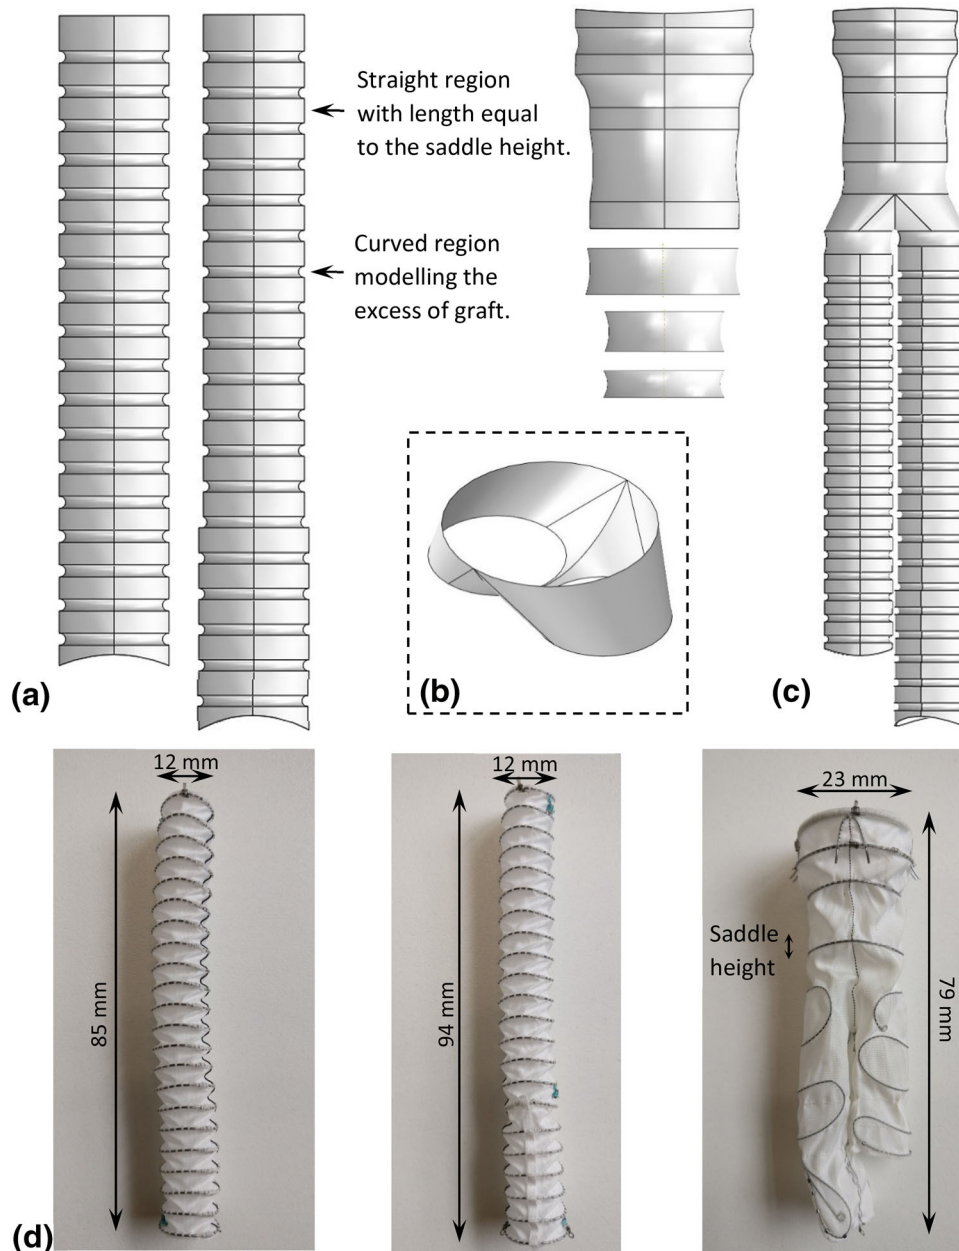 Straight region
with length equal
to the saddle height.
Curved region
modelling the
excess of graft.
(a)
(b)
(c)
12 mm
12 mm
23 mm
85 mm
94 mm
Saddle
height
79 mm
(d)